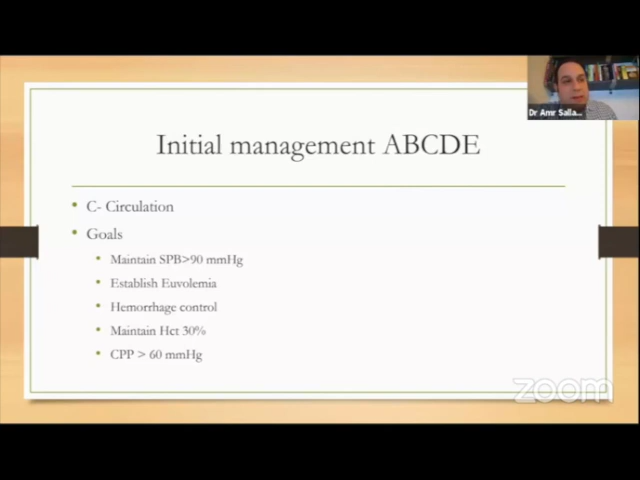 Dr Amr Salla...
Initial management ABCDE
• C- Circulation
• Goals
• Maintain SPB>90 mmHg
• Establish Euvolemia
• Hemorrhage control
• Maintain Hct 30%
• CPP > 60 mmHg
zoom